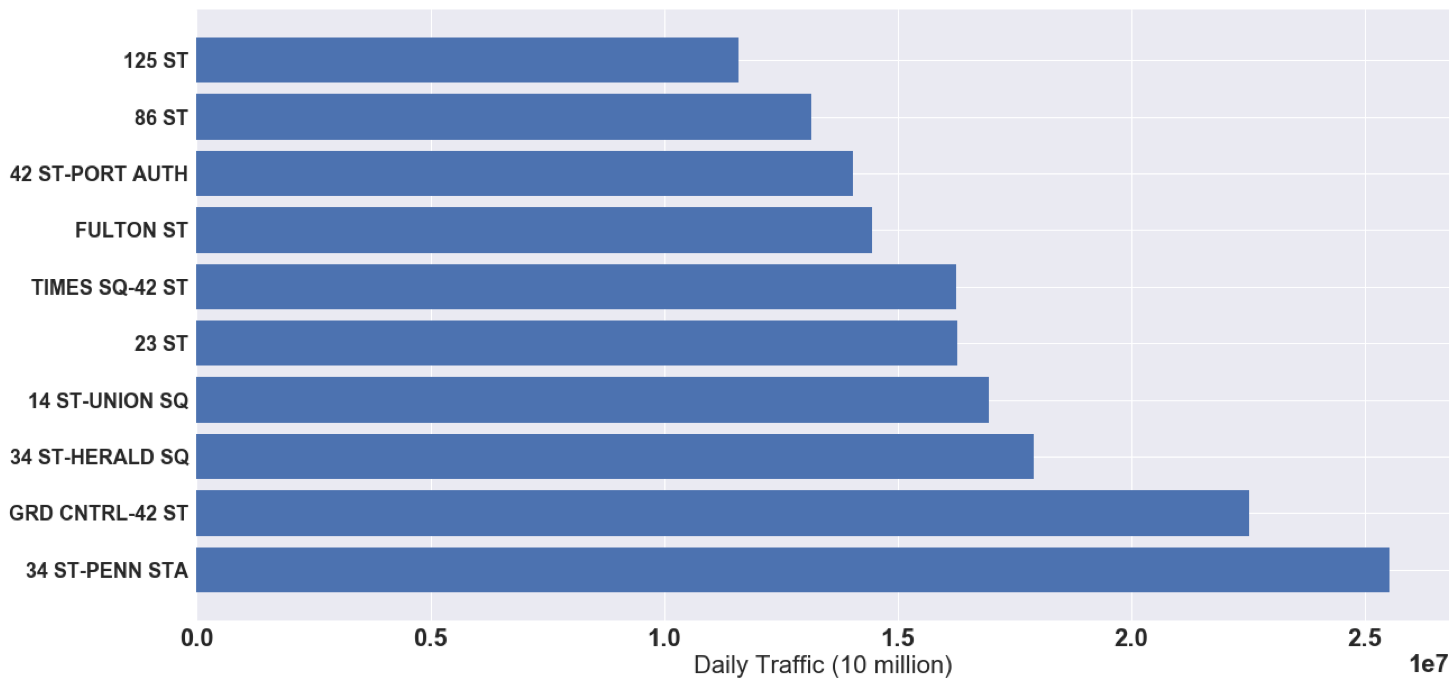 125 ST
86 ST
42 ST-PORT AUTH
FULTON ST
TIMES SQ-42 ST
23 ST
14 ST-UNION SQ
34 ST-HERALD SQ
GRD CNTRL-42 ST
34 ST-PENN STA
0.0 0.5 1.0 1.5 2.0 2.5
Daily Traffic (10 million) 1e7